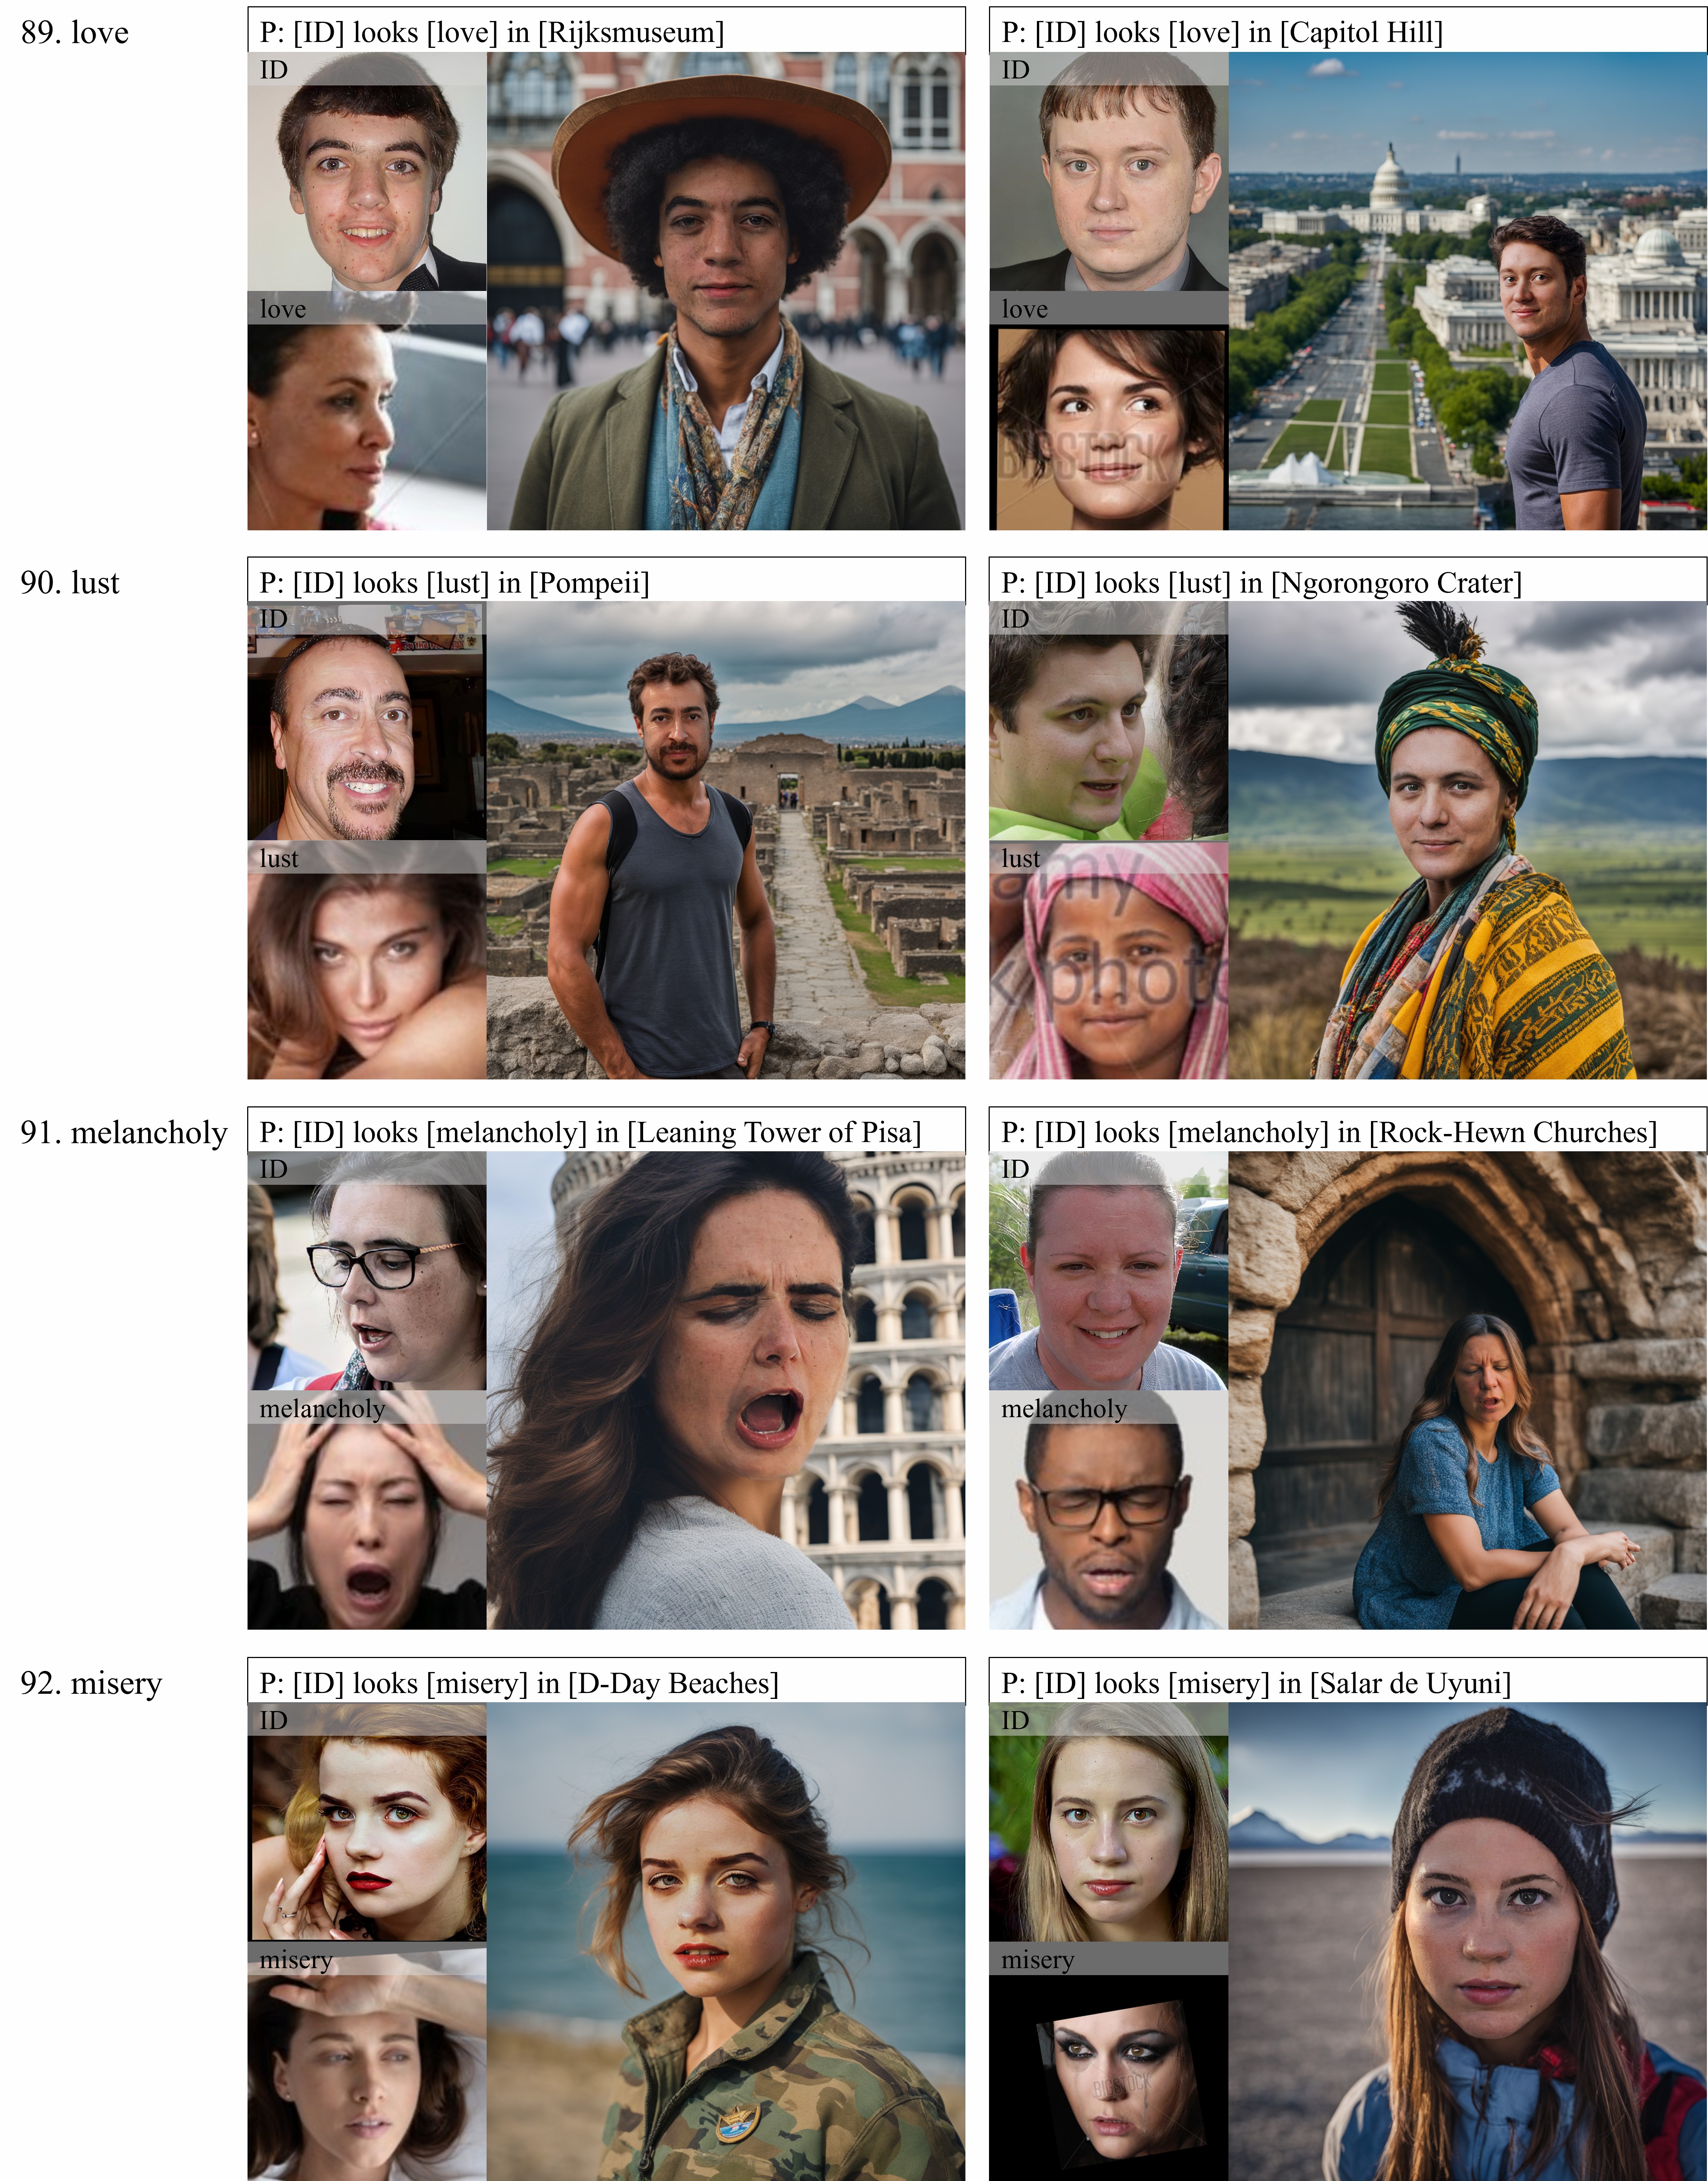 89. love
P: [ID] looks [love] in [Rijksmuseum]
ID
love
P: [ID] looks [love] in [Capitol Hill]
ID
love
BIGSTOCK
90. lust
P: [ID] looks [lust] in [Pompeii]
ID
lust
P: [ID] looks [lust] in [Ngorongoro Crater]
ID
lust
amy
k photo
91. melancholy
P: [ID] looks [melancholy] in [Leaning Tower of Pisa]
ID
melancholy
P: [ID] looks [melancholy] in [Rock-Hewn Churches]
ID
melancholy
92. misery
P: [ID] looks [misery] in [D-Day Beaches]
ID
misery
P: [ID] looks [misery] in [Salar de Uyuni]
ID
misery
BIGSTOCK